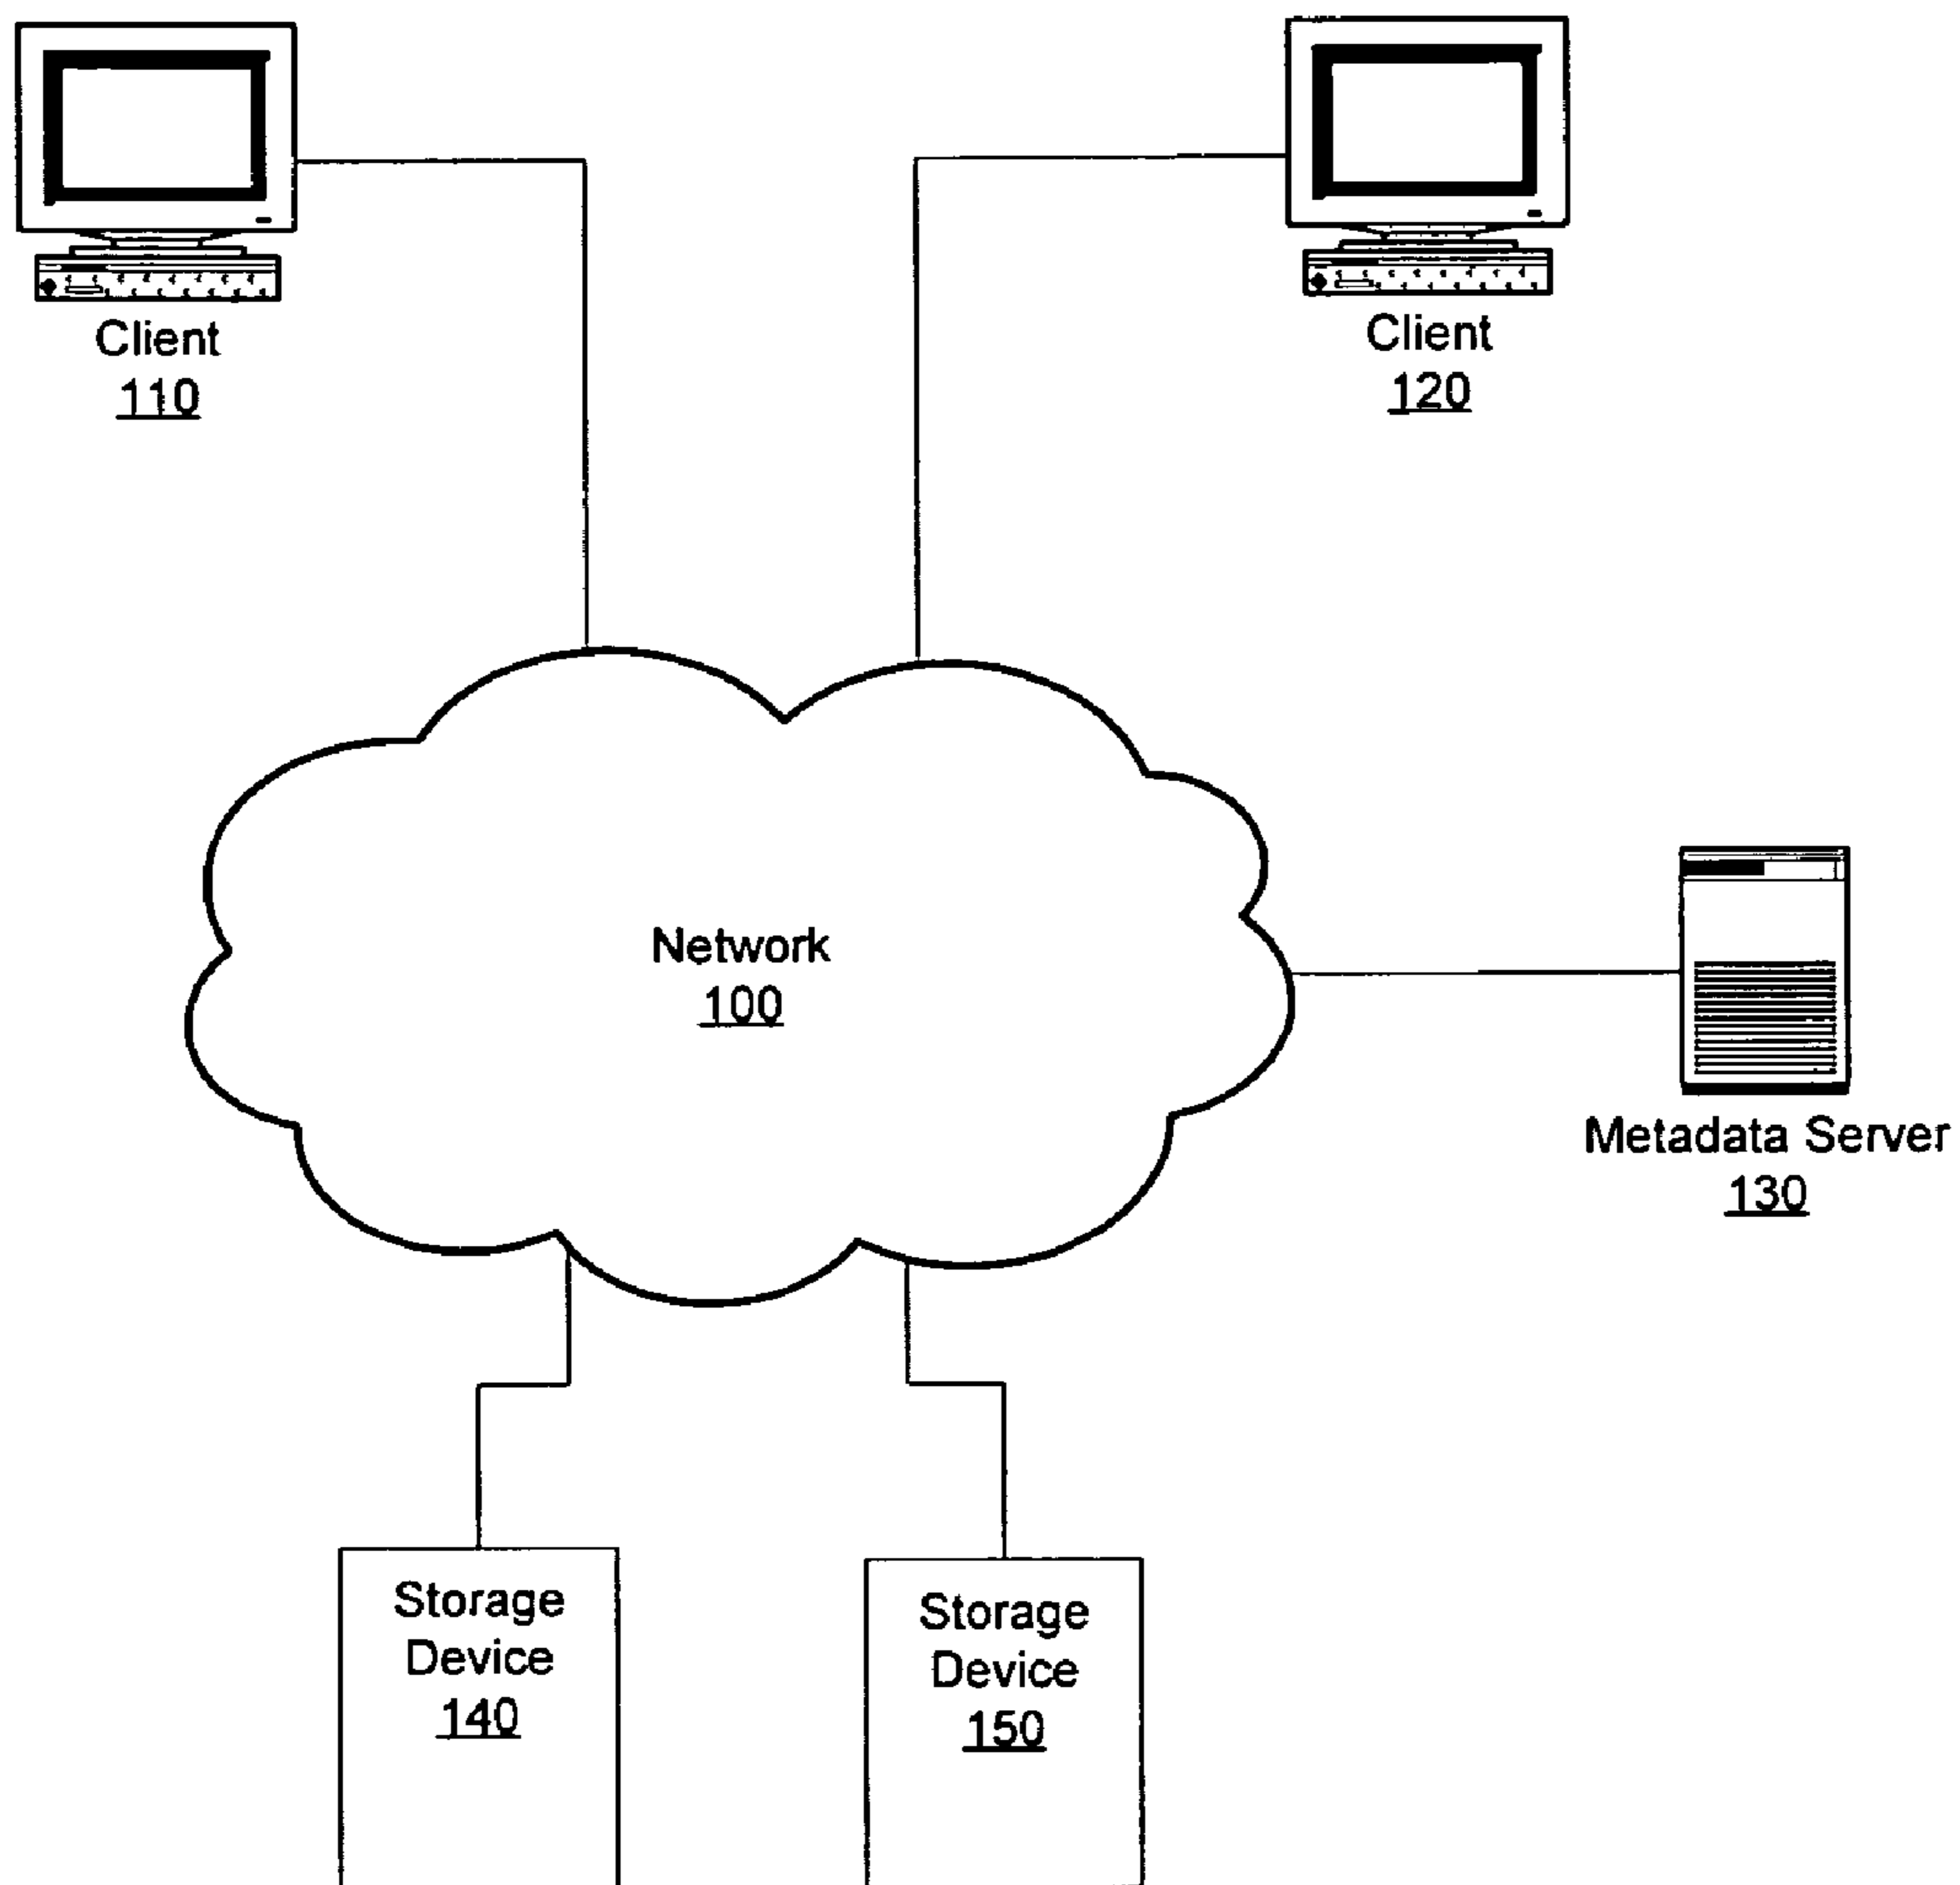 Client
110
Client
120
Network
100
Metadata Server
130
Storage
Device
140
Storage
Device
150